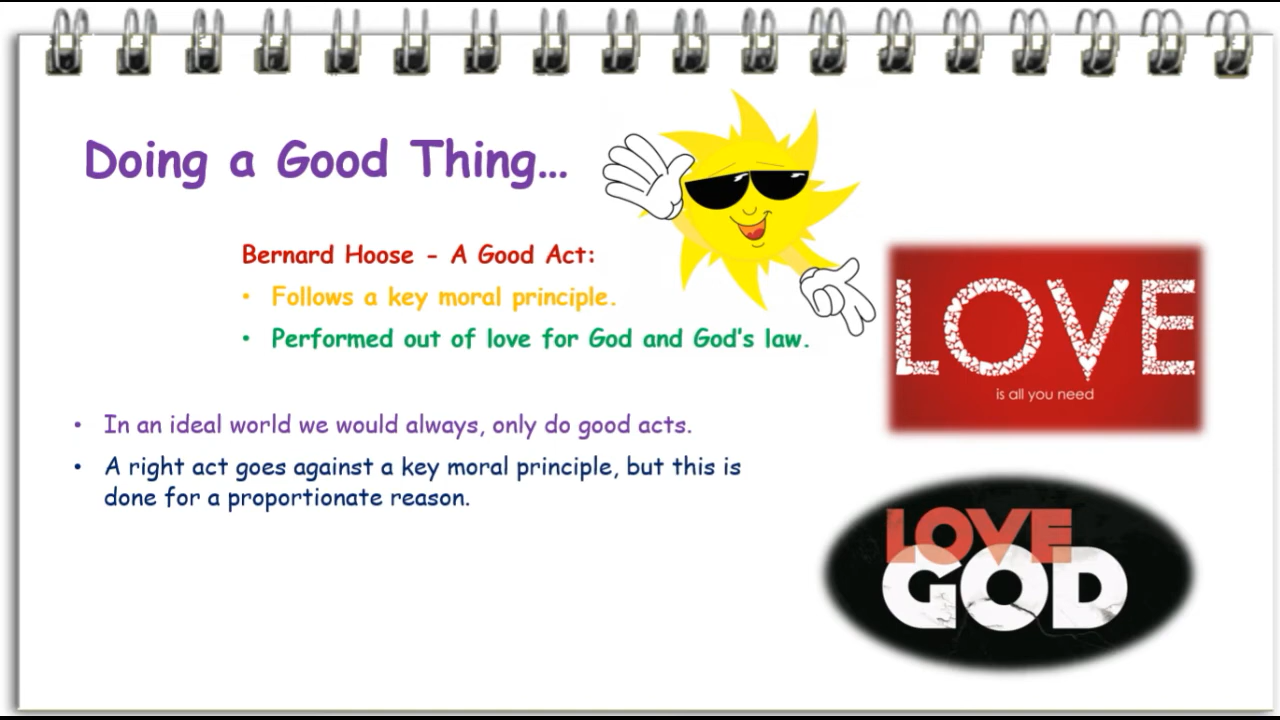 Doing a Good Thing...
Bernard Hoose - A Good Act:
• Follows a key moral principle.
• Performed out of love for God and God's law.
• In an ideal world we would always, only do good acts.
• A right act goes against a key moral principle, but this is
done for a proportionate reason.
LOVE
is all you need
LOVE
GOD